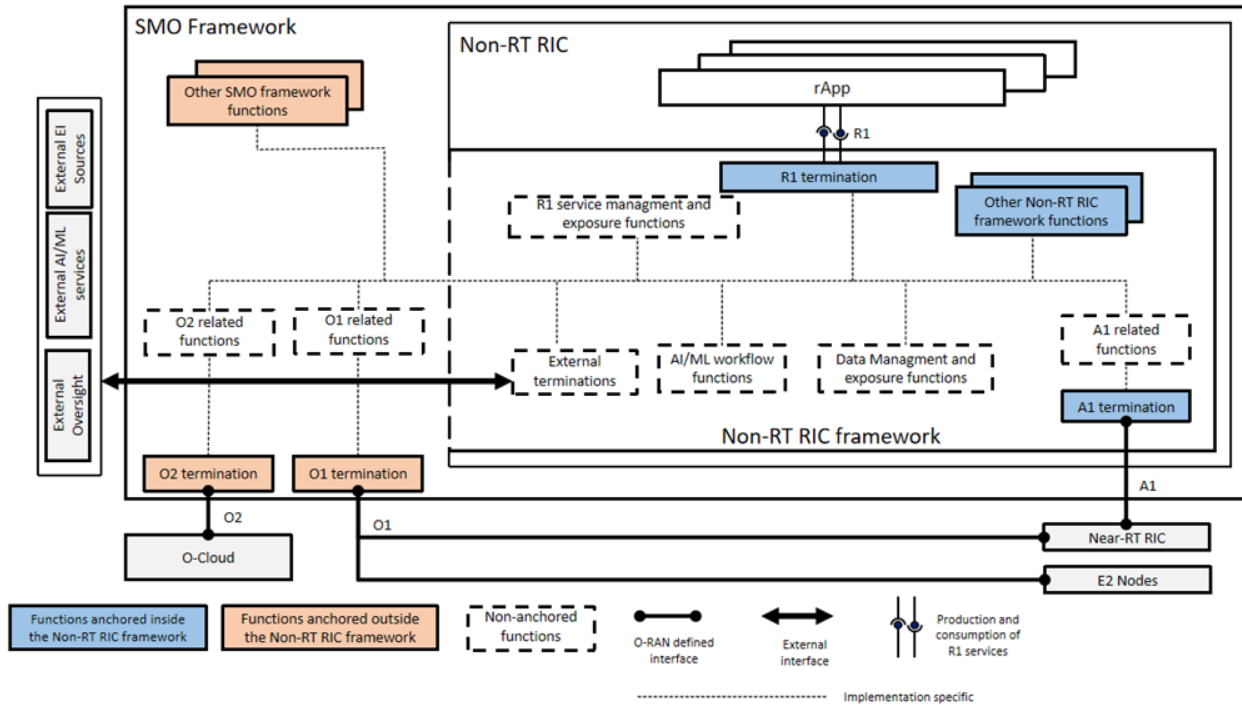 SMO Framework
Non-RT RIC
Other SMO framework
functions
rApp
R1
R1 termination
External EI
Sources
External AI/ML
services
External
Oversight
R1 service managment and
exposure functions
Other Non-RT RIC
framework functions
O2 related
functions
O1 related
functions
External
terminations
AI/ML workflow
functions
Data Managment and
exposure functions
A1 related
functions
A1 termination
Non-RT RIC framework
O2 termination
O1 termination
A1
O2
O1
O-Cloud
Near-RT RIC
E2 Nodes
Functions anchored inside
the Non-RT RIC framework
Functions anchored outside
the Non-RT RIC framework
Non-anchored
functions
O-RAN defined
interface
External
interface
Production and
consumption of
R1 services
Implementation specific